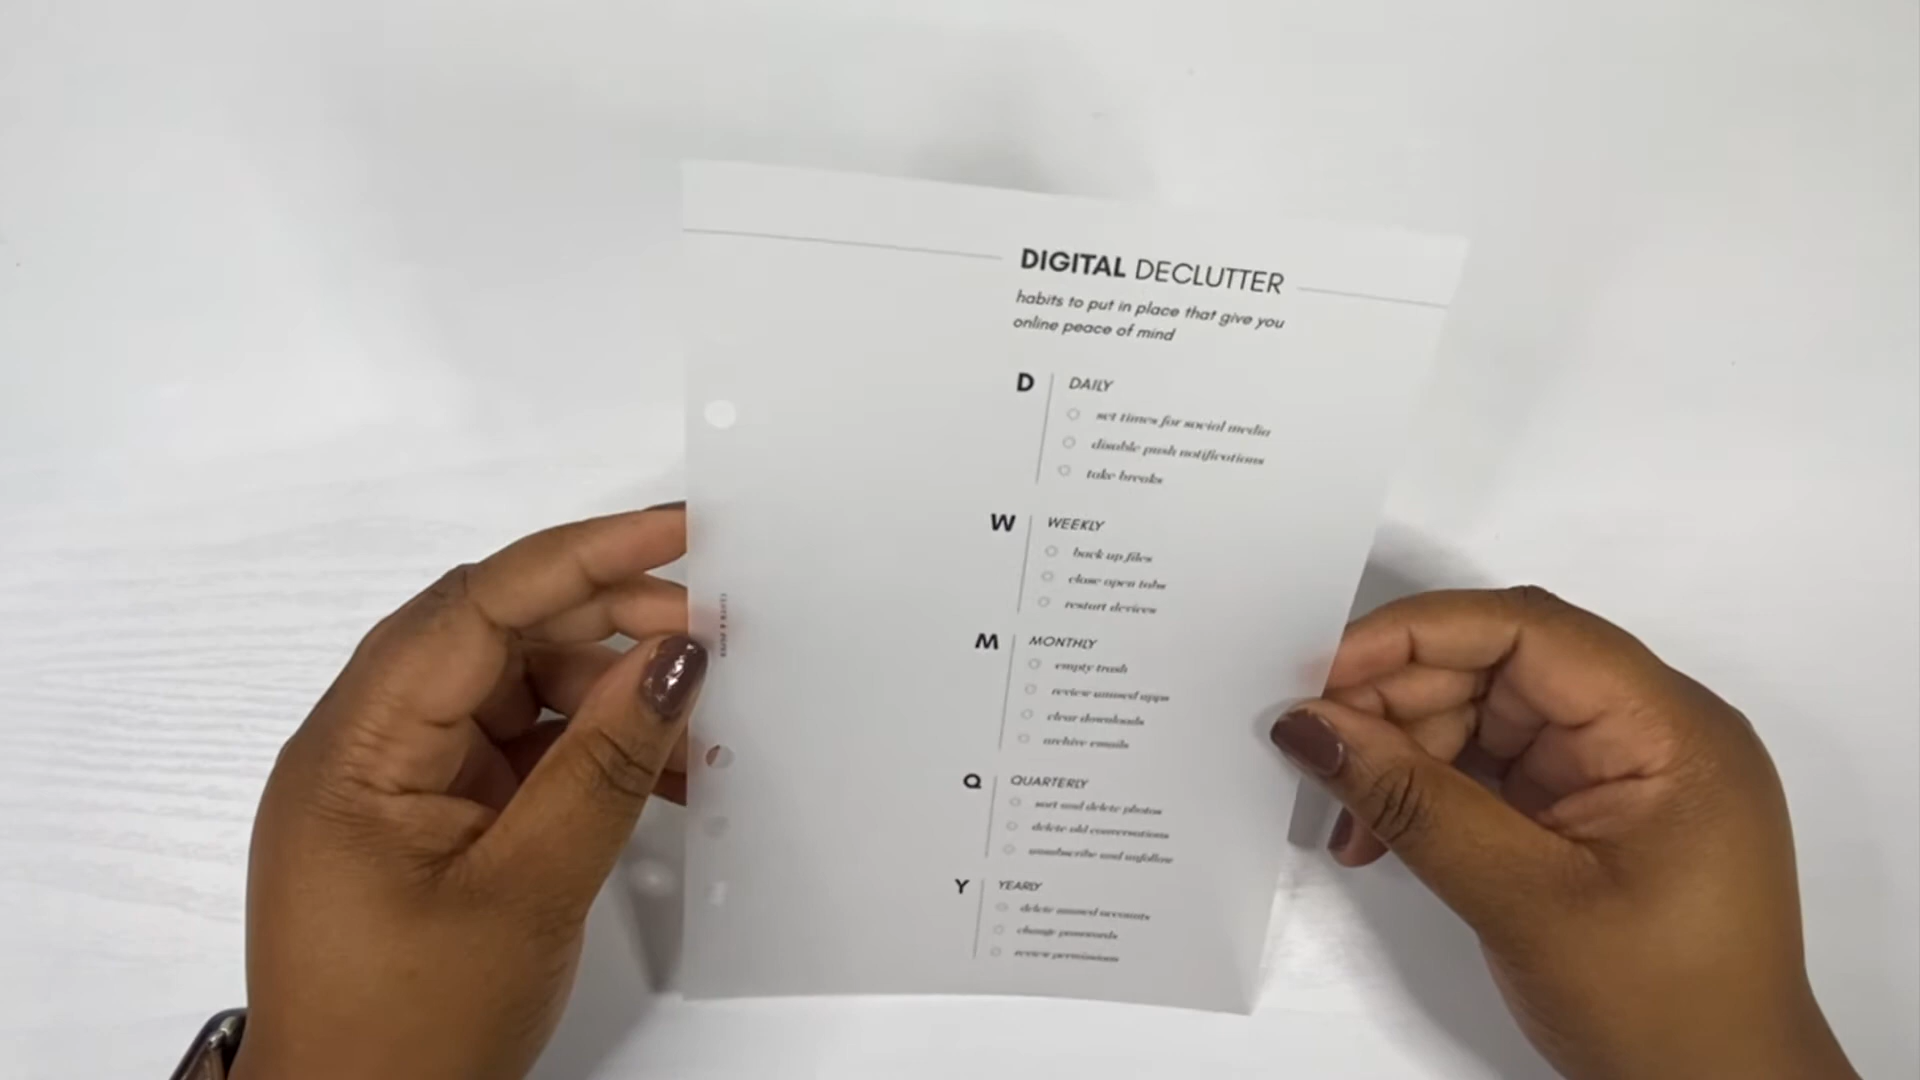 DIGITAL DECLUTTER
habits to put in place that give you
online peace of mind
D
DAILY
set times for social media
disable push notifications
take breaks
W
WEEKLY
back up files
close open tabs
restart devices
M
MONTHLY
empty trash
review unused apps
clear downloads
archive emails
Q
QUARTERLY
sort and delete photos
delete old conversations
unsubscribe and unfollow
Y
YEARLY
delete unused accounts
change passwords
review permissions